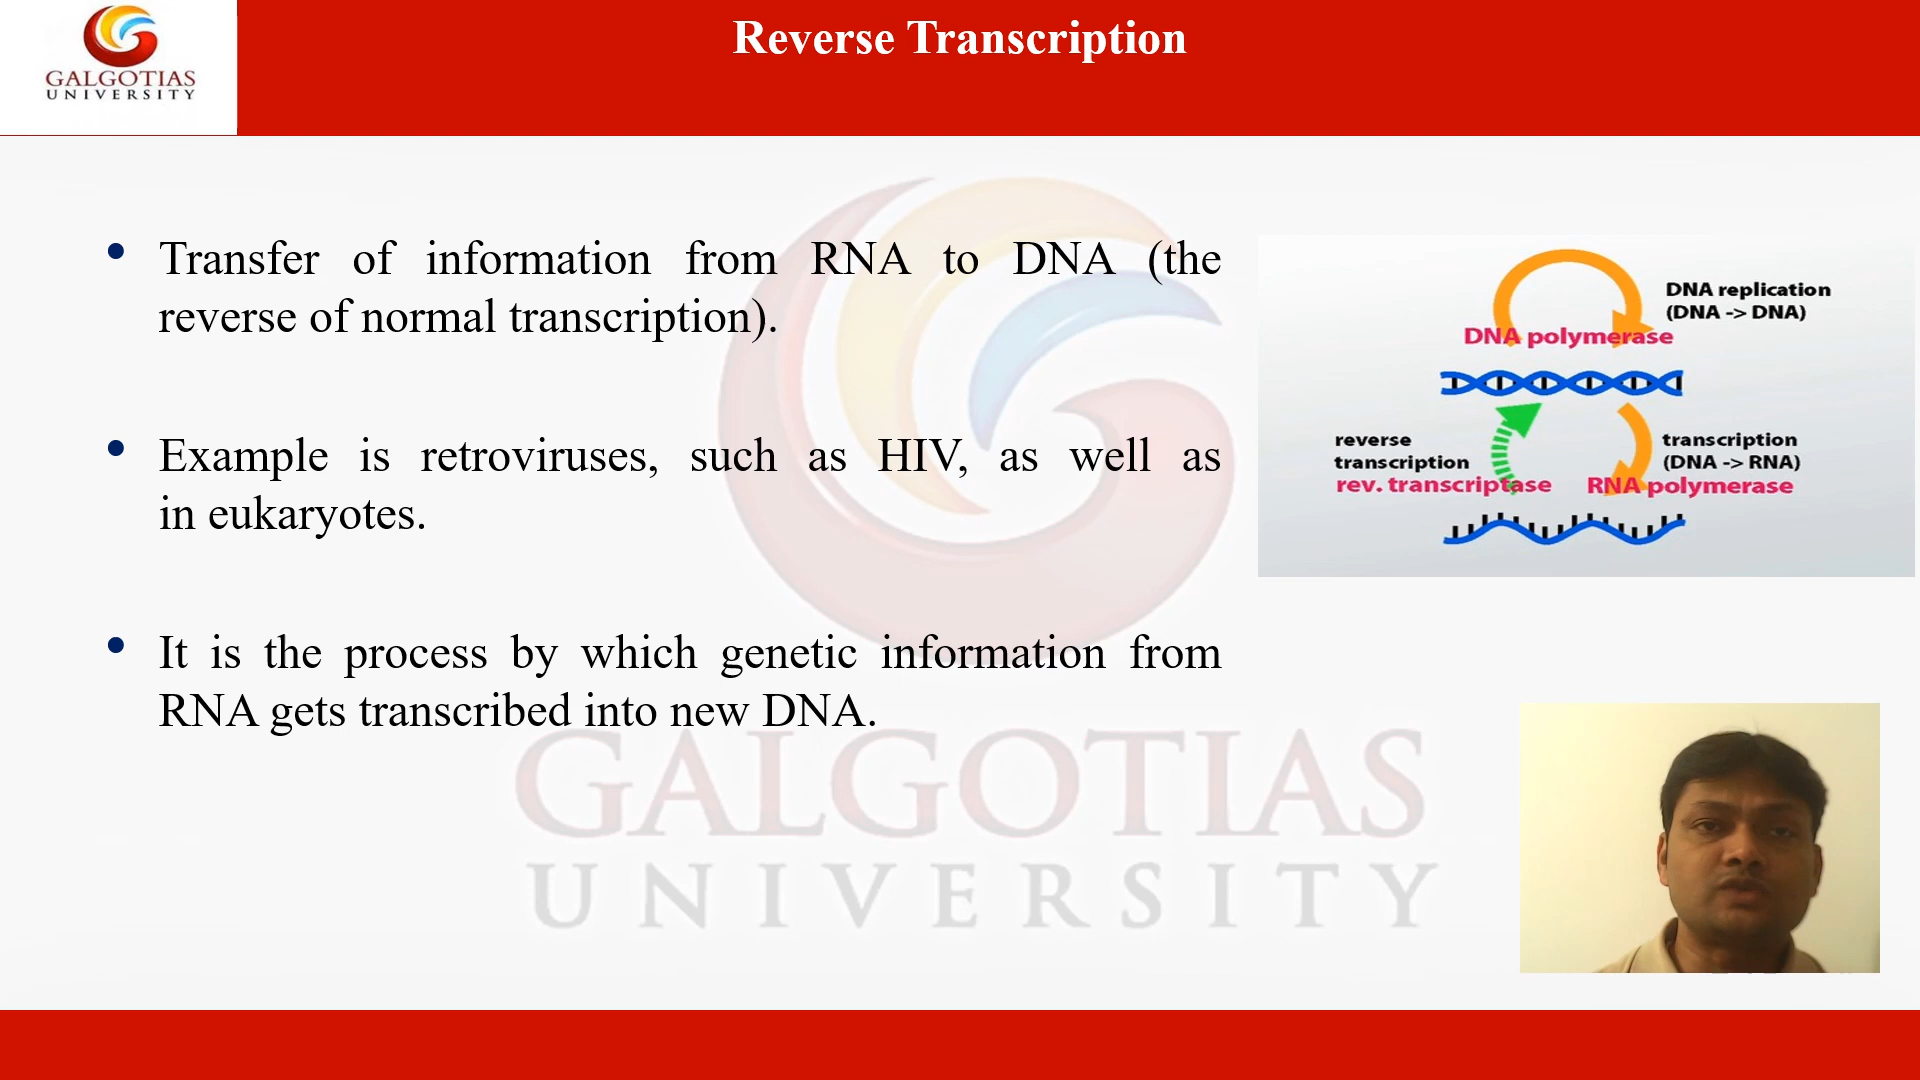 GALGOTIAS
UNIVERSITY
Reverse Transcription
• Transfer of information from RNA to DNA (the
reverse of normal transcription).
• Example is retroviruses, such as HIV, as well as
in eukaryotes.
• It is the process by which genetic information from
RNA gets transcribed into new DNA.
DNA replication
(DNA -> DNA)
DNA polymerase
reverse
transcription
rev. transcriptase
transcription
(DNA -> RNA)
RNA polymerase
GALGOTIAS
UNIVERSITY